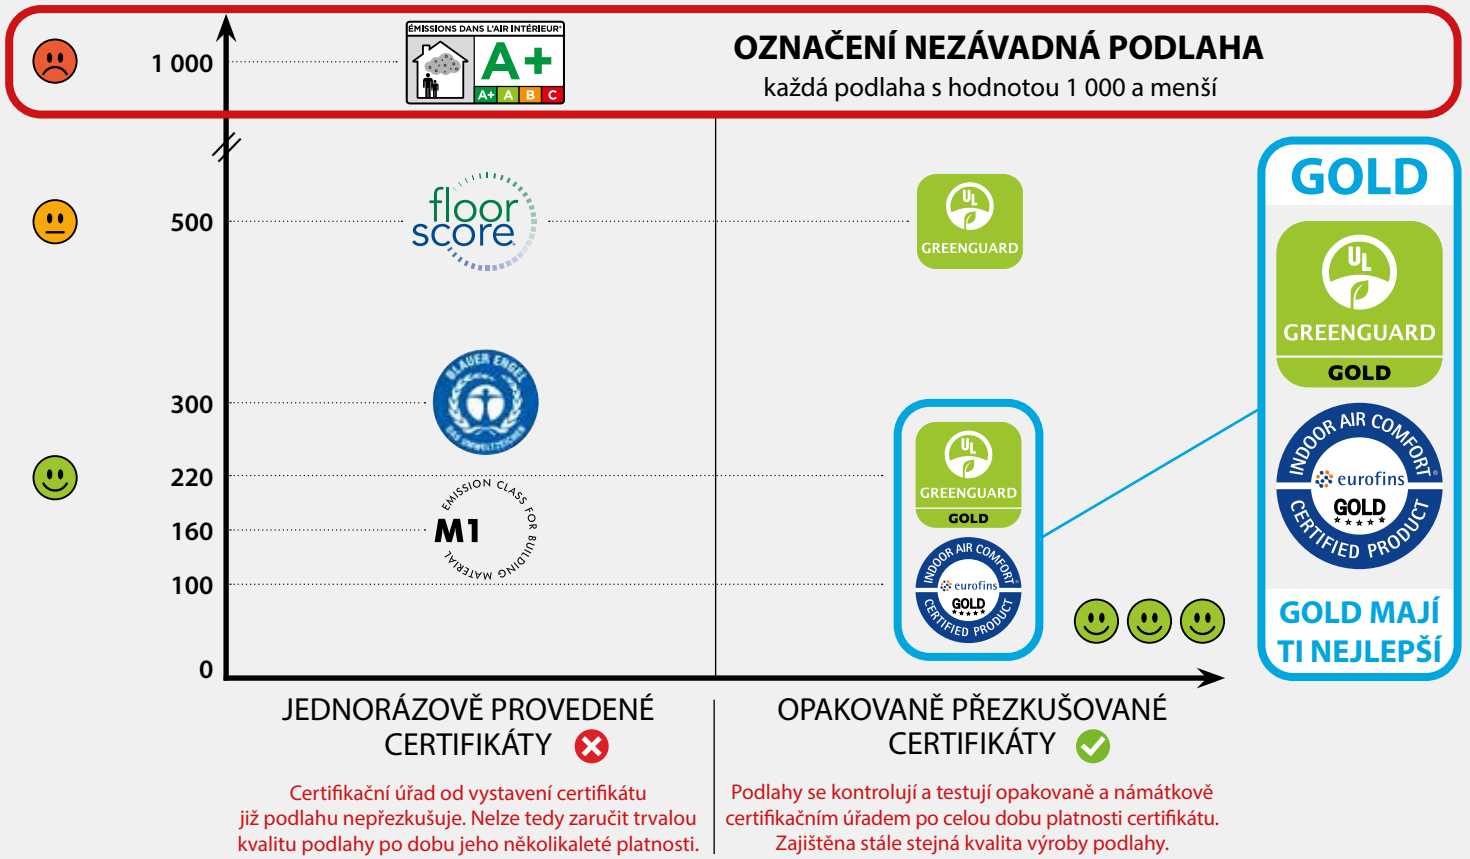 ÉMISSIONS DANS L'AIR INTÉRIEUR*
A+
A+ A B C
OZNAČENÍ NEZÁVADNÁ PODLAHA
každá podlaha s hodnotou 1 000 a menší
1 000
500
300
220
160
100
0
floor
score
UL
GREENGUARD
BLAUER ENGEL
DAS UMWELTZEICHEN
EMISSION CLASS FOR BUILDING MATERIAL
M1
UL
GREENGUARD
GOLD
INDOOR AIR COMFORT
eurofins
GOLD
CERTIFIED PRODUCT
GOLD
UL
GREENGUARD
GOLD
INDOOR AIR COMFORT®
eurofins
GOLD
CERTIFIED PRODUCT
GOLD MAJÍ
TI NEJLEPŠÍ
JEDNORÁZOVĚ PROVEDENÉ
CERTIFIKÁTY
Certifikační úřad od vystavení certifikátu
již podlahu nepřezkušuje. Nelze tedy zaručit trvalou
kvalitu podlahy po dobu jeho několikaleté platnosti.
OPAKOVANĚ PŘEZKUŠOVANÉ
CERTIFIKÁTY
Podlahy se kontrolují a testují opakovaně a námátkově
certifikačním úřadem po celou dobu platnosti certifikátu.
Zajištěna stále stejná kvalita výroby podlahy.